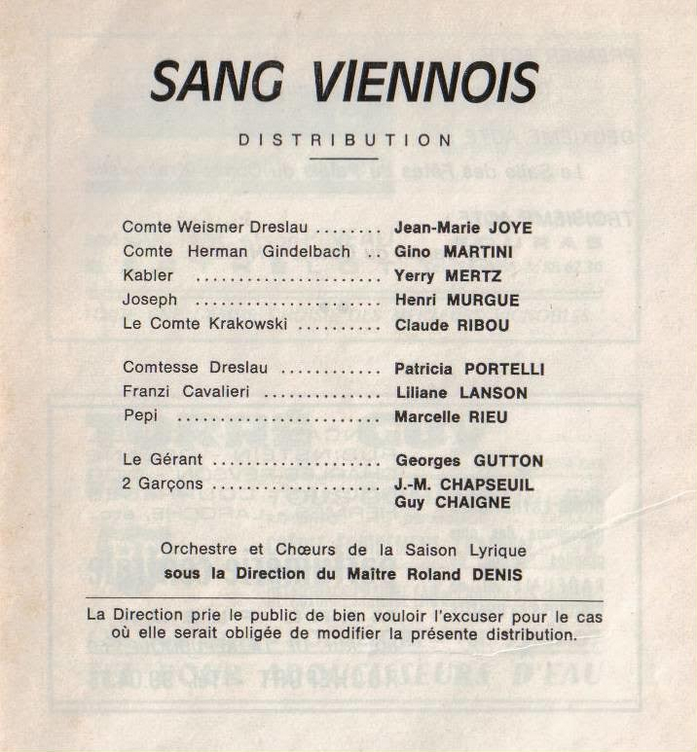 SANG VIENNOIS
DISTRIBUTION
Comte Weismer Dreslau ........ Jean-Marie JOYE
Comte Herman Gindelbach .. Gino MARTINI
Kabler ...................... Yerry MERTZ
Joseph ...................... Henri MURGUE
Le Comte Krakowski .......... Claude RIBOU
Comtesse Dreslau ............ Patricia PORTELLI
Franzi Cavalieri .............. Liliane LANSON
Pepi ........................ Marcelle RIEU
Le Gérant .................... Georges GUTTON
2 Garçons .................... J.-M. CHAPSEUIL
Guy CHAIGNE
Orchestre et Chœurs de la Saison Lyrique
sous la Direction du Maître Roland DENIS
La Direction prie le public de bien vouloir l'excuser pour le cas
où elle serait obligée de modifier la présente distribution.